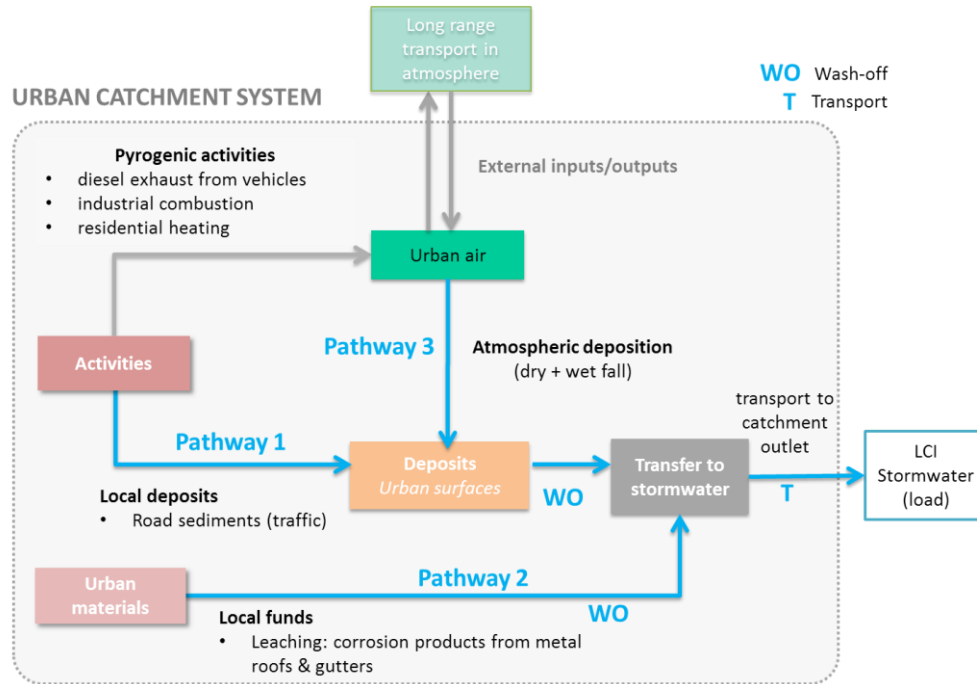 Long range
transport in
atmosphere
WO Wash-off
T Transport
URBAN CATCHMENT SYSTEM
Pyrogenic activities
• diesel exhaust from vehicles
• industrial combustion
• residential heating
External inputs/outputs
Urban air
Activities
Pathway 3
Atmospheric deposition
(dry + wet fall)
Pathway 1
Deposits
Urban surfaces
WO
Transfer to
stormwater
transport to
catchment
outlet
T
LCI
Stormwater
(load)
Local deposits
• Road sediments (traffic)
Urban
materials
Pathway 2
WO
Local funds
• Leaching: corrosion products from metal
roofs & gutters